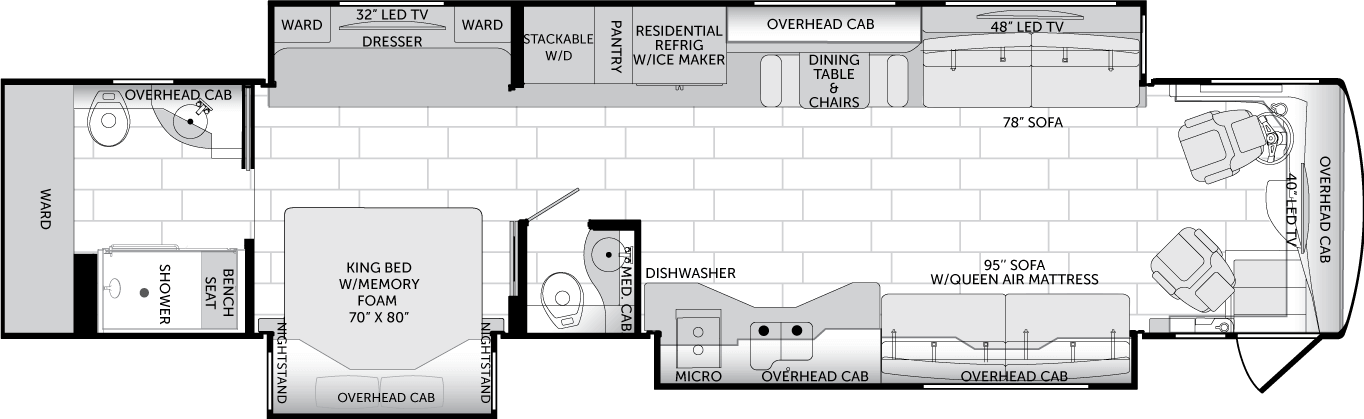 WARD
32” LED TV
WARD
DRESSER
STACKABLE
W/D
PANTRY
RESIDENTIAL
REFRIG
W/ICE MAKER
OVERHEAD CAB
DINING
TABLE
&
CHAIRS
48” LED TV
78” SOFA
OVERHEAD CAB
WARD
SHOWER
BENCH
SEAT
KING BED
W/MEMORY
FOAM
70” X 80”
NIGHTSTAND
NIGHTSTAND
OVERHEAD CAB
MED. CAB
DISHWASHER
MICRO
OVERHEAD CAB
95” SOFA
W/QUEEN AIR MATTRESS
OVERHEAD CAB
40” LED TV
OVERHEAD CAB